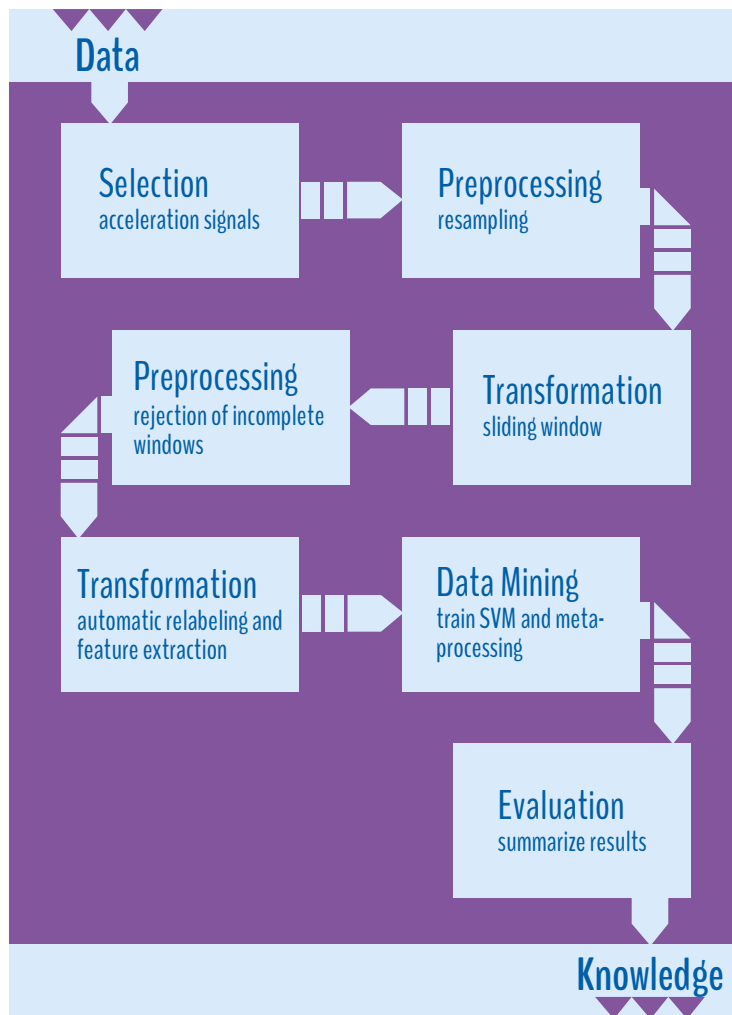 Data
Selection
acceleration signals
Preprocessing
resampling
Transformation
sliding window
Preprocessing
rejection of incomplete
windows
Transformation
automatic relabeling and
feature extraction
Data Mining
train SVM and meta-
processing
Evaluation
summarize results
Knowledge